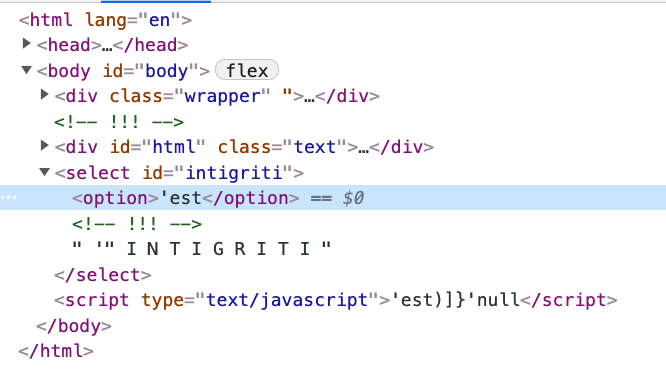 <html lang="en">
<head>…</head>
<body id="body"> flex
<div class="wrapper" ">…</div>
<!-- !!! -->
<div id="html" class="text">…</div>
<select id="intigriti">
<option>'est</option> == $0
<!-- !!! -->
" '" I N T I G R I T I "
</select>
<script type="text/javascript">'est)]}'null</script>
</body>
</html>